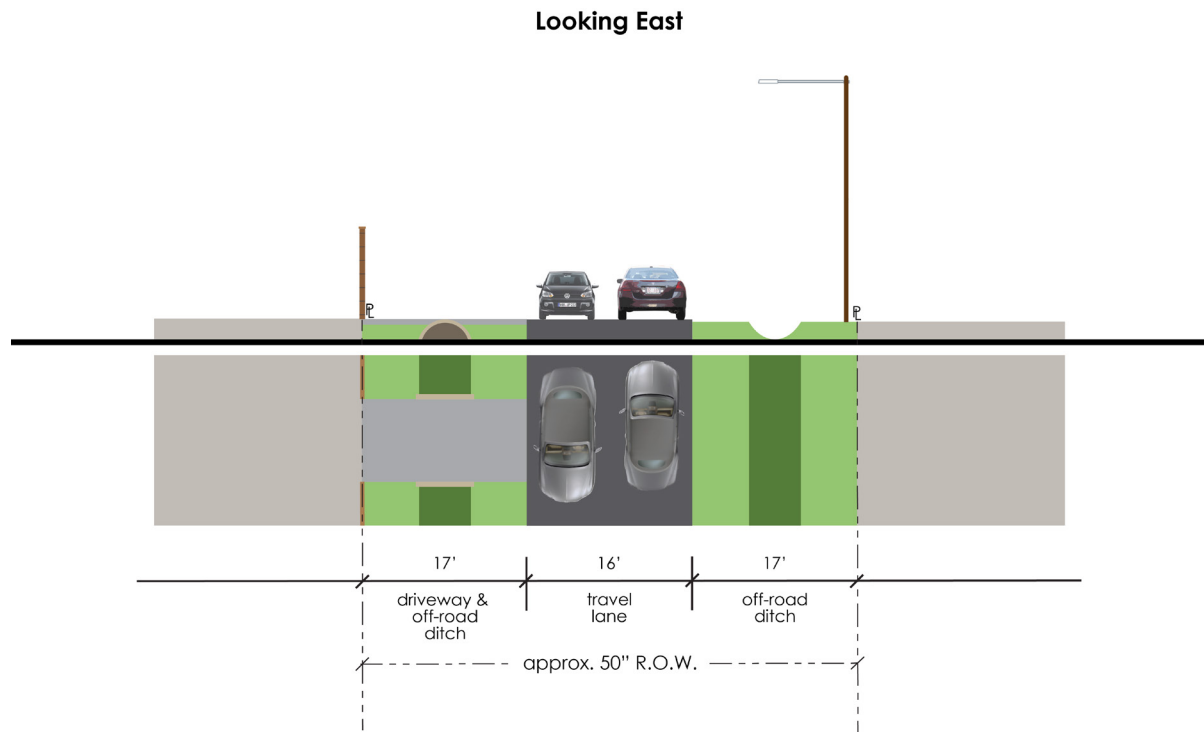 Looking East
PL
PL
17’
16’
17’
driveway &
off-road
ditch
travel
lane
off-road
ditch
approx. 50” R.O.W.